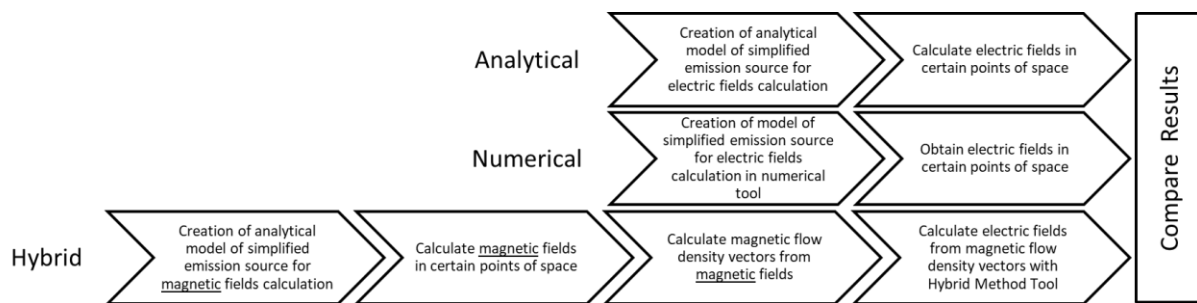 Analytical
Creation of analytical
model of simplified
emission source for
electric fields calculation
Calculate electric fields in
certain points of space
Numerical
Creation of model of
simplified emission source
for electric fields
calculation in numerical
tool
Obtain electric fields in
certain points of space
Hybrid
Creation of analytical
model of simplified
emission source for
magnetic fields calculation
Calculate magnetic fields
in certain points of space
Calculate magnetic flow
density vectors from
magnetic fields
Calculate electric fields
from magnetic flow
density vectors with
Hybrid Method Tool
Compare Results